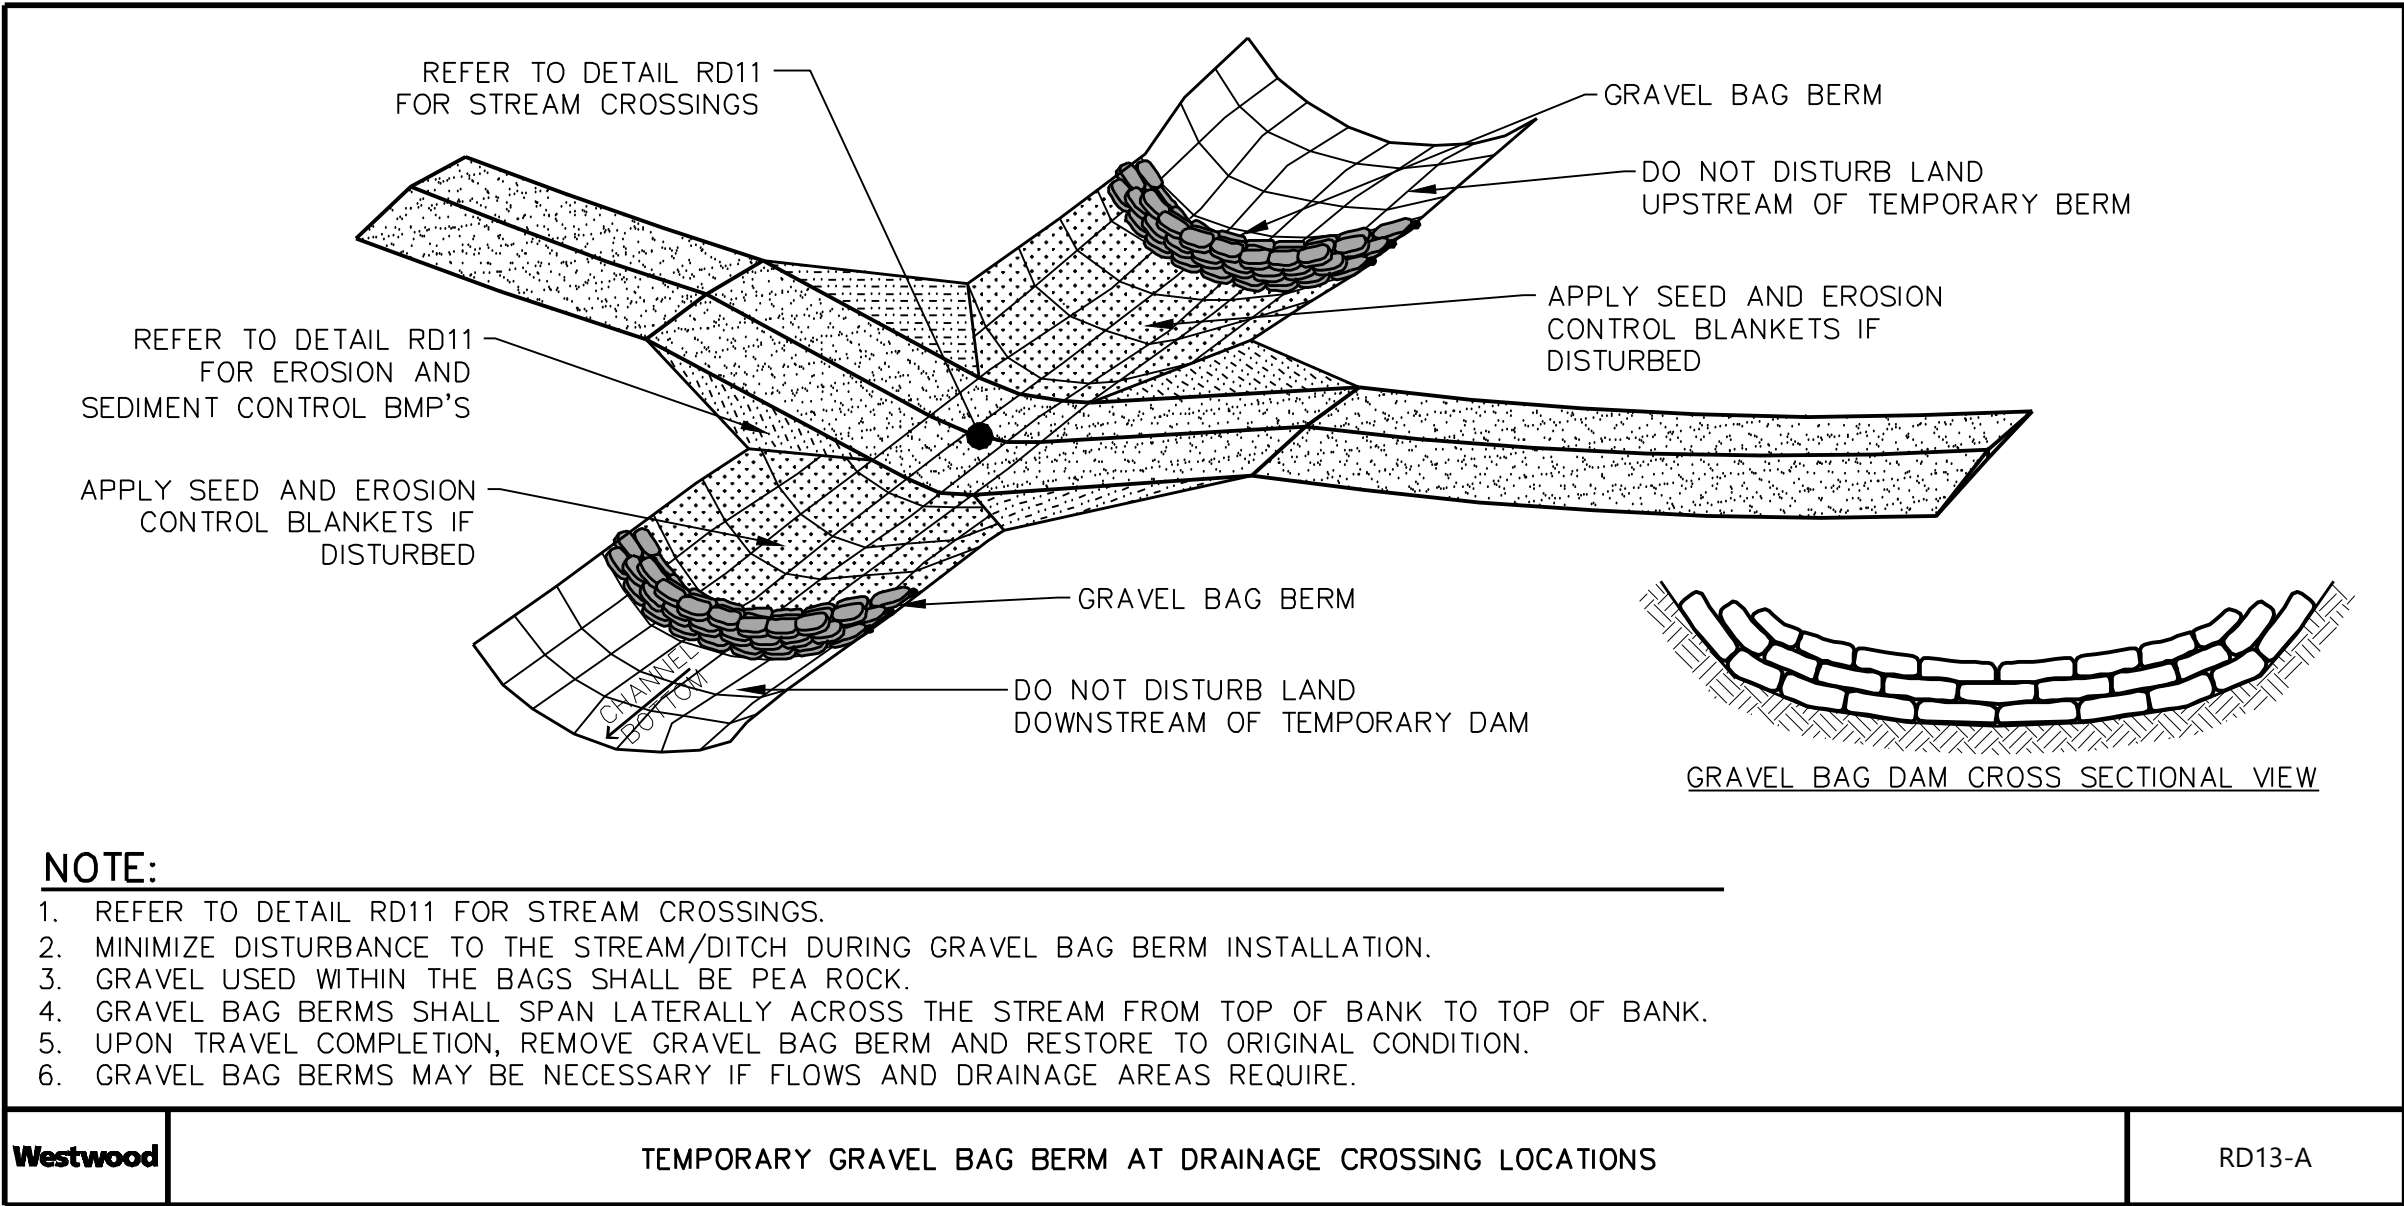 REFER TO DETAIL RD11
FOR STREAM CROSSINGS
GRAVEL BAG BERM
DO NOT DISTURB LAND
UPSTREAM OF TEMPORARY BERM
APPLY SEED AND EROSION
CONTROL BLANKETS IF
DISTURBED
REFER TO DETAIL RD11
FOR EROSION AND
SEDIMENT CONTROL BMP'S
APPLY SEED AND EROSION
CONTROL BLANKETS IF
DISTURBED
GRAVEL BAG BERM
CHANNEL
BOTTOM
DO NOT DISTURB LAND
DOWNSTREAM OF TEMPORARY DAM
GRAVEL BAG DAM CROSS SECTIONAL VIEW
NOTE:
1. REFER TO DETAIL RD11 FOR STREAM CROSSINGS.
2. MINIMIZE DISTURBANCE TO THE STREAM/DITCH DURING GRAVEL BAG BERM INSTALLATION.
3. GRAVEL USED WITHIN THE BAGS SHALL BE PEA ROCK.
4. GRAVEL BAG BERMS SHALL SPAN LATERALLY ACROSS THE STREAM FROM TOP OF BANK TO TOP OF BANK.
5. UPON TRAVEL COMPLETION, REMOVE GRAVEL BAG BERM AND RESTORE TO ORIGINAL CONDITION.
6. GRAVEL BAG BERMS MAY BE NECESSARY IF FLOWS AND DRAINAGE AREAS REQUIRE.
Westwood
TEMPORARY GRAVEL BAG BERM AT DRAINAGE CROSSING LOCATIONS
RD13-A